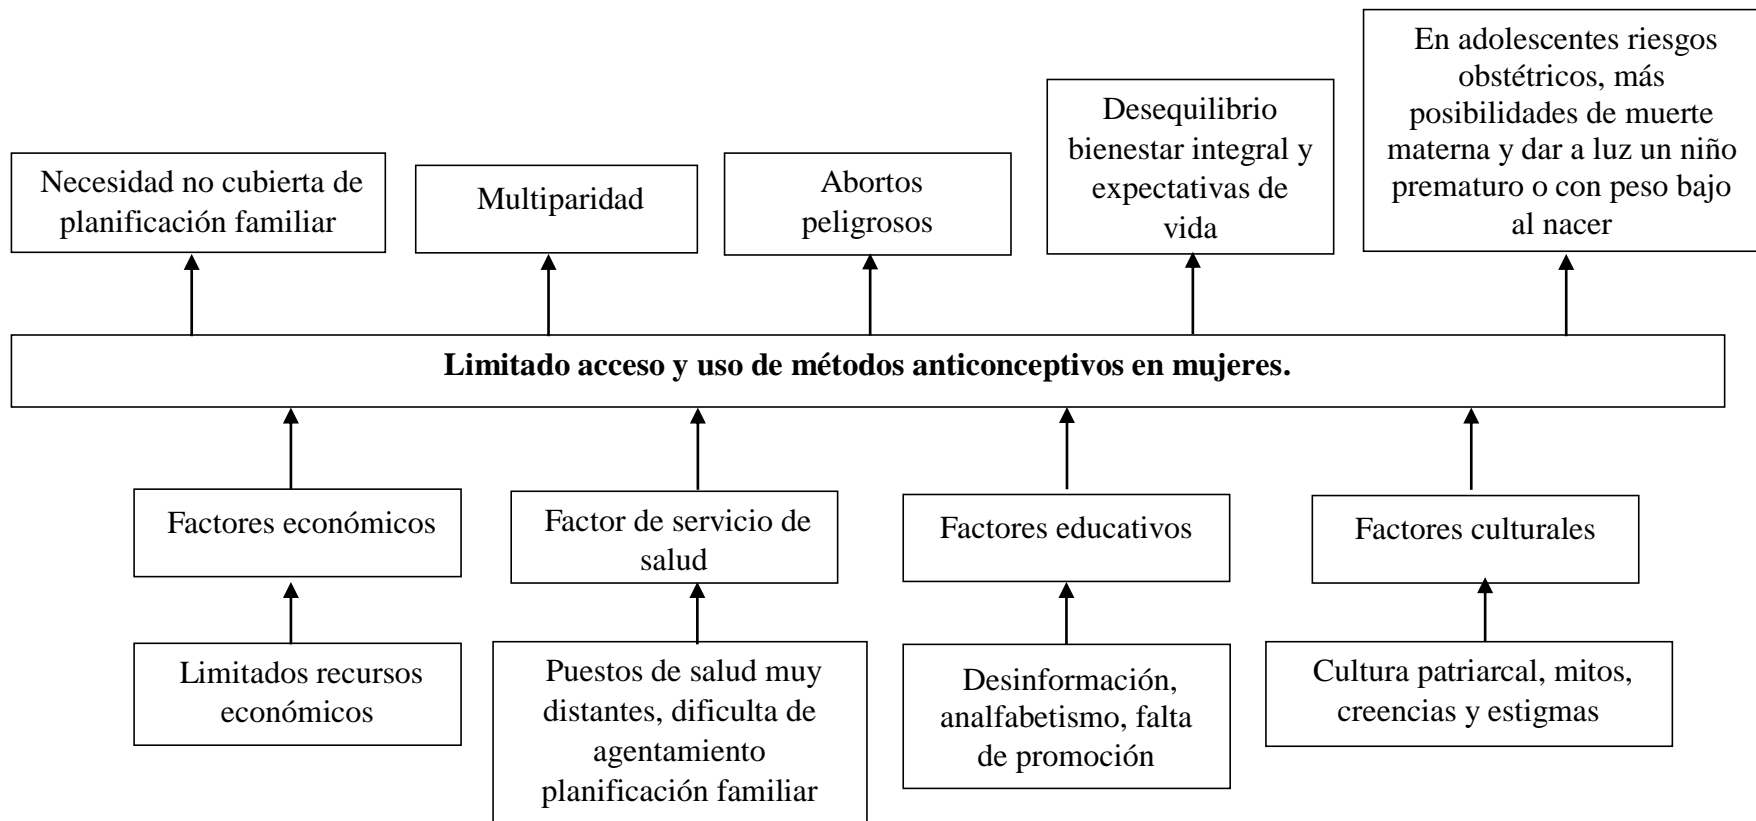 Necesidad no cubierta de
planificación familiar
Multiparidad
Abortos
peligrosos
Desequilibrio
bienestar integral y
expectativas de
vida
En adolescentes riesgos
obstétricos, más
posibilidades de muerte
materna y dar a luz un niño
prematuro o con peso bajo
al nacer
Limitado acceso y uso de métodos anticonceptivos en mujeres.
Factores económicos
Factor de servicio de
salud
Factores educativos
Factores culturales
Limitados recursos
económicos
Puestos de salud muy
distantes, dificulta de
agentamiento
planificación familiar
Desinformación,
analfabetismo, falta
de promoción
Cultura patriarcal, mitos,
creencias y estigmas